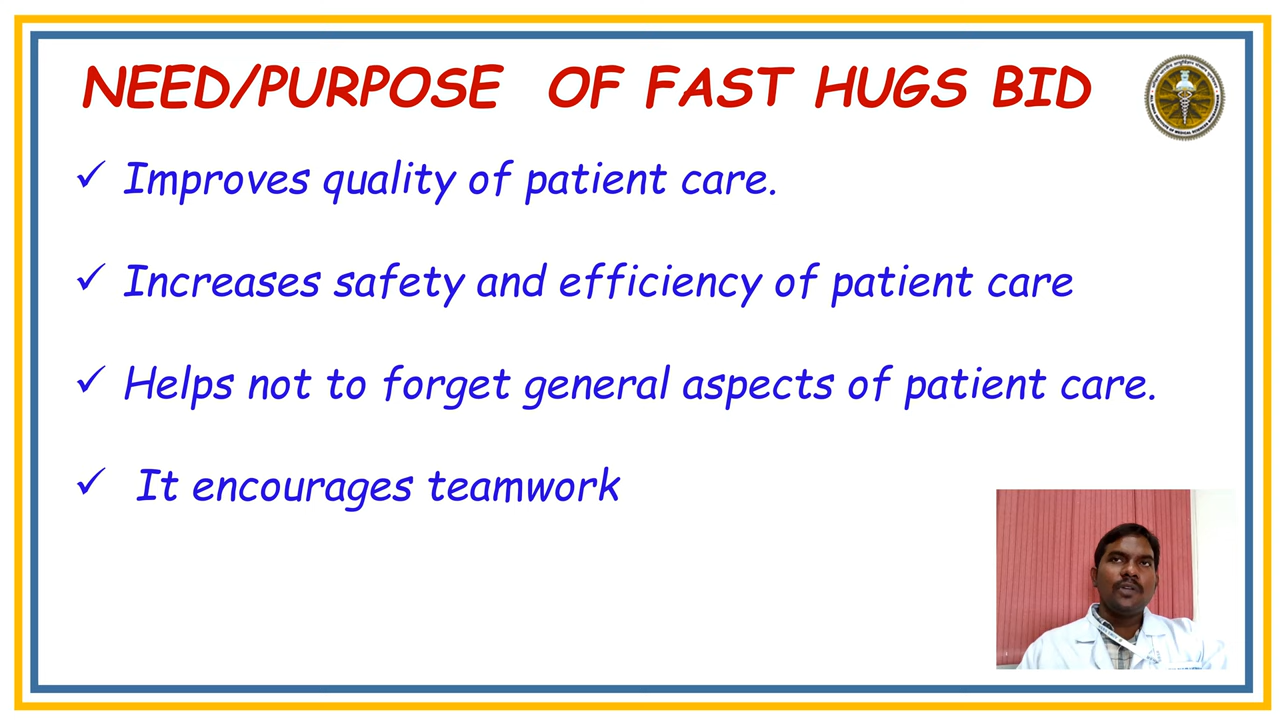 NEED/PURPOSE OF FAST HUGS BID
✓ Improves quality of patient care.
✓ Increases safety and efficiency of patient care
✓ Helps not to forget general aspects of patient care.
✓ It encourages teamwork